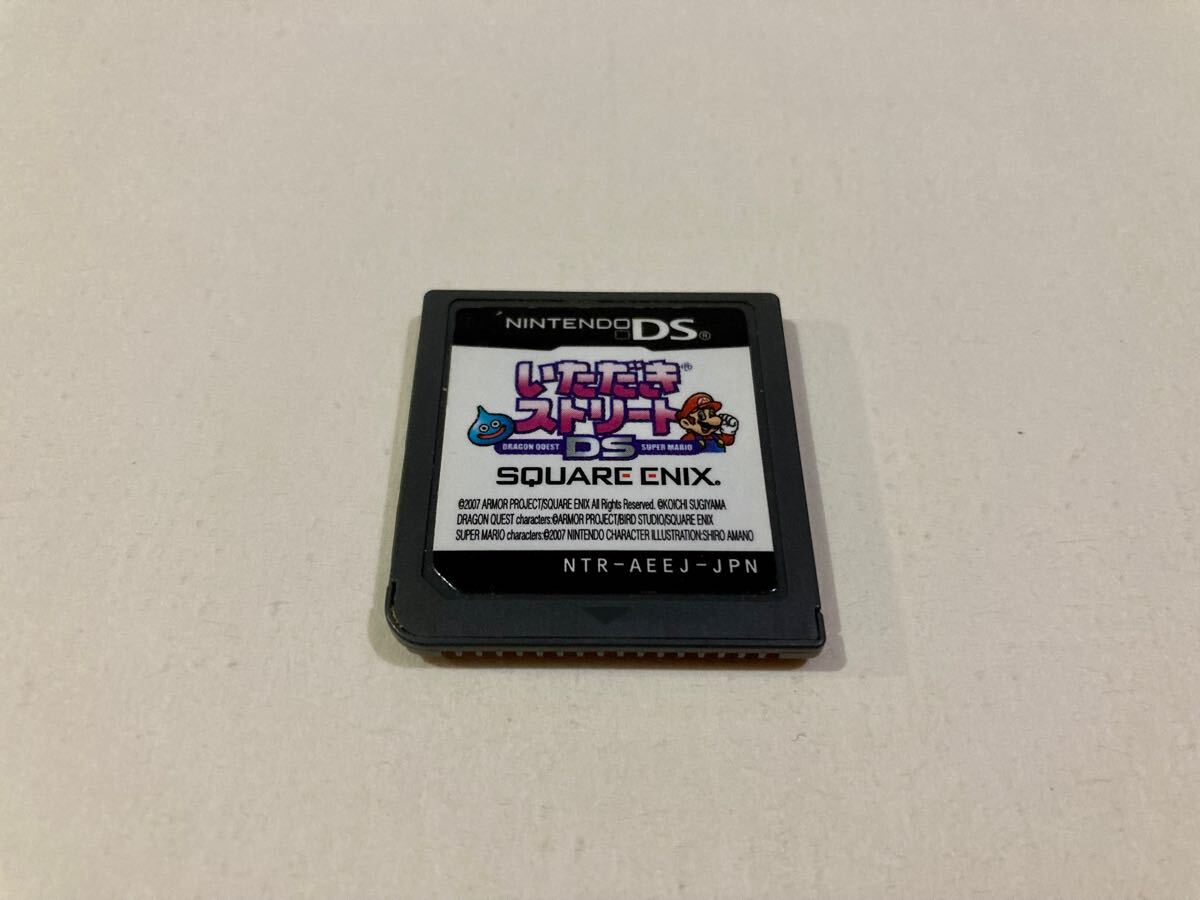 NINTENDO DS®
いただき®
ストリート
DRAGON QUEST DS SUPER MARIO
SQUARE ENIX®
©2007 ARMOR PROJECT/SQUARE ENIX All Rights Reserved. ©KOICHI SUGIYAMA
DRAGON QUEST characters:©ARMOR PROJECT/BIRD STUDIO/SQUARE ENIX
SUPER MARIO characters:©2007 NINTENDO CHARACTER ILLUSTRATION:SHIRO AMANO
NTR-AEEJ-JPN